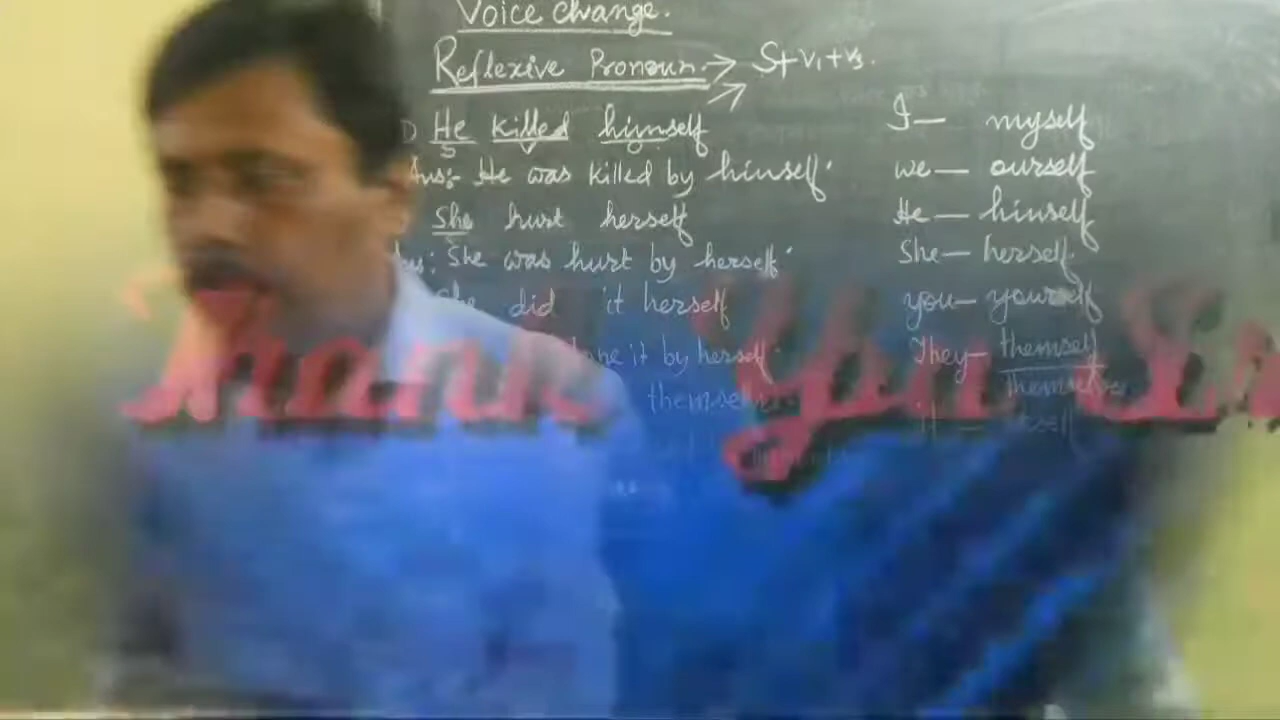 Voice change.
Reflexive Pronoun. → S+V₁+V₃.
He killed himself
S V
Ans:- He was killed by himself.
She hurt herself
She was hurt by herself.
She did it herself
it by herself.
I — myself
we — ourself
He — himself
She — herself.
you — yourself
They — themself
themselves
Thank You Sir